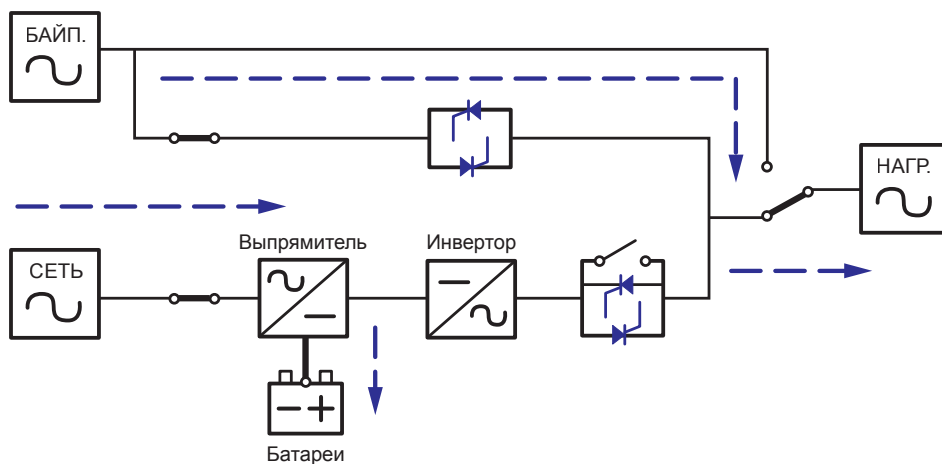 БАЙП.
НАГР.
СЕТЬ
Выпрямитель
Инвертор
Батареи